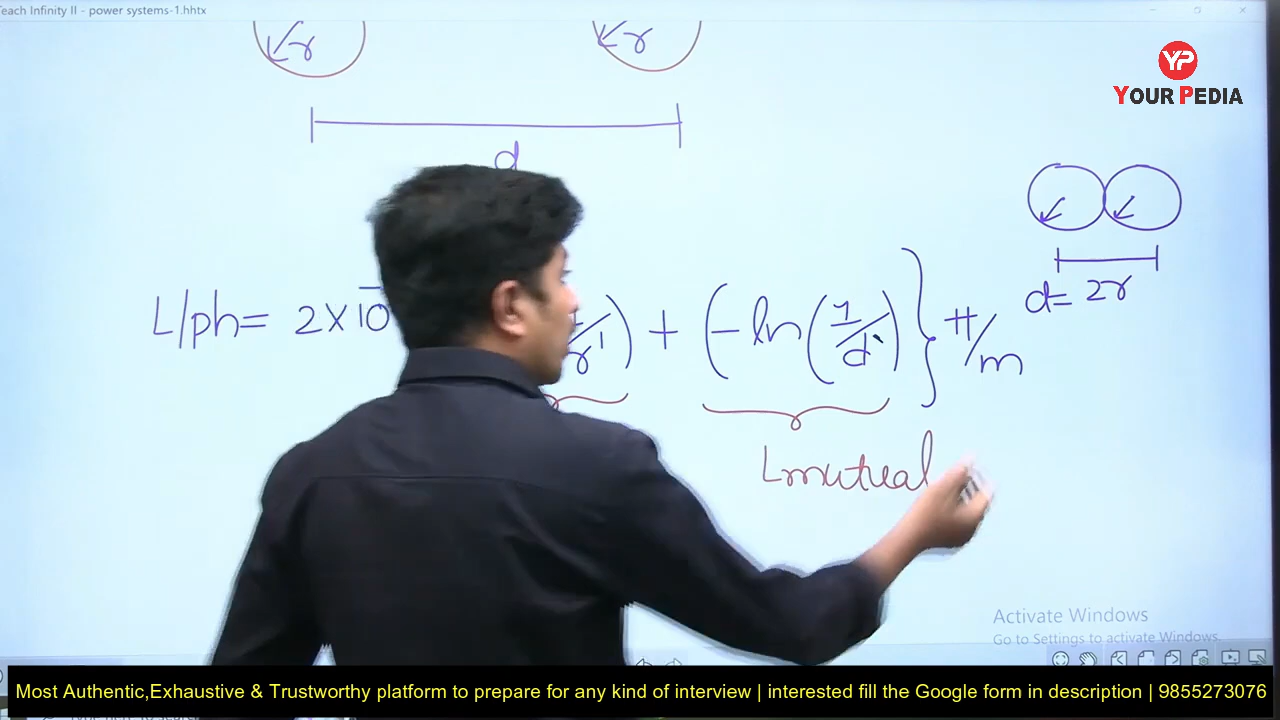 Teach Infinity II - power systems-1.hhtx
YP
YOUR PEDIA
r r
d
d= 2r
L/ph= 2×10 r') + (-ln(1/d)} H/m
Lmutual
Activate Windows
Go to Settings to activate Windows.
Most Authentic,Exhaustive & Trustworthy platform to prepare for any kind of interview | interested fill the Google form in description | 9855273076